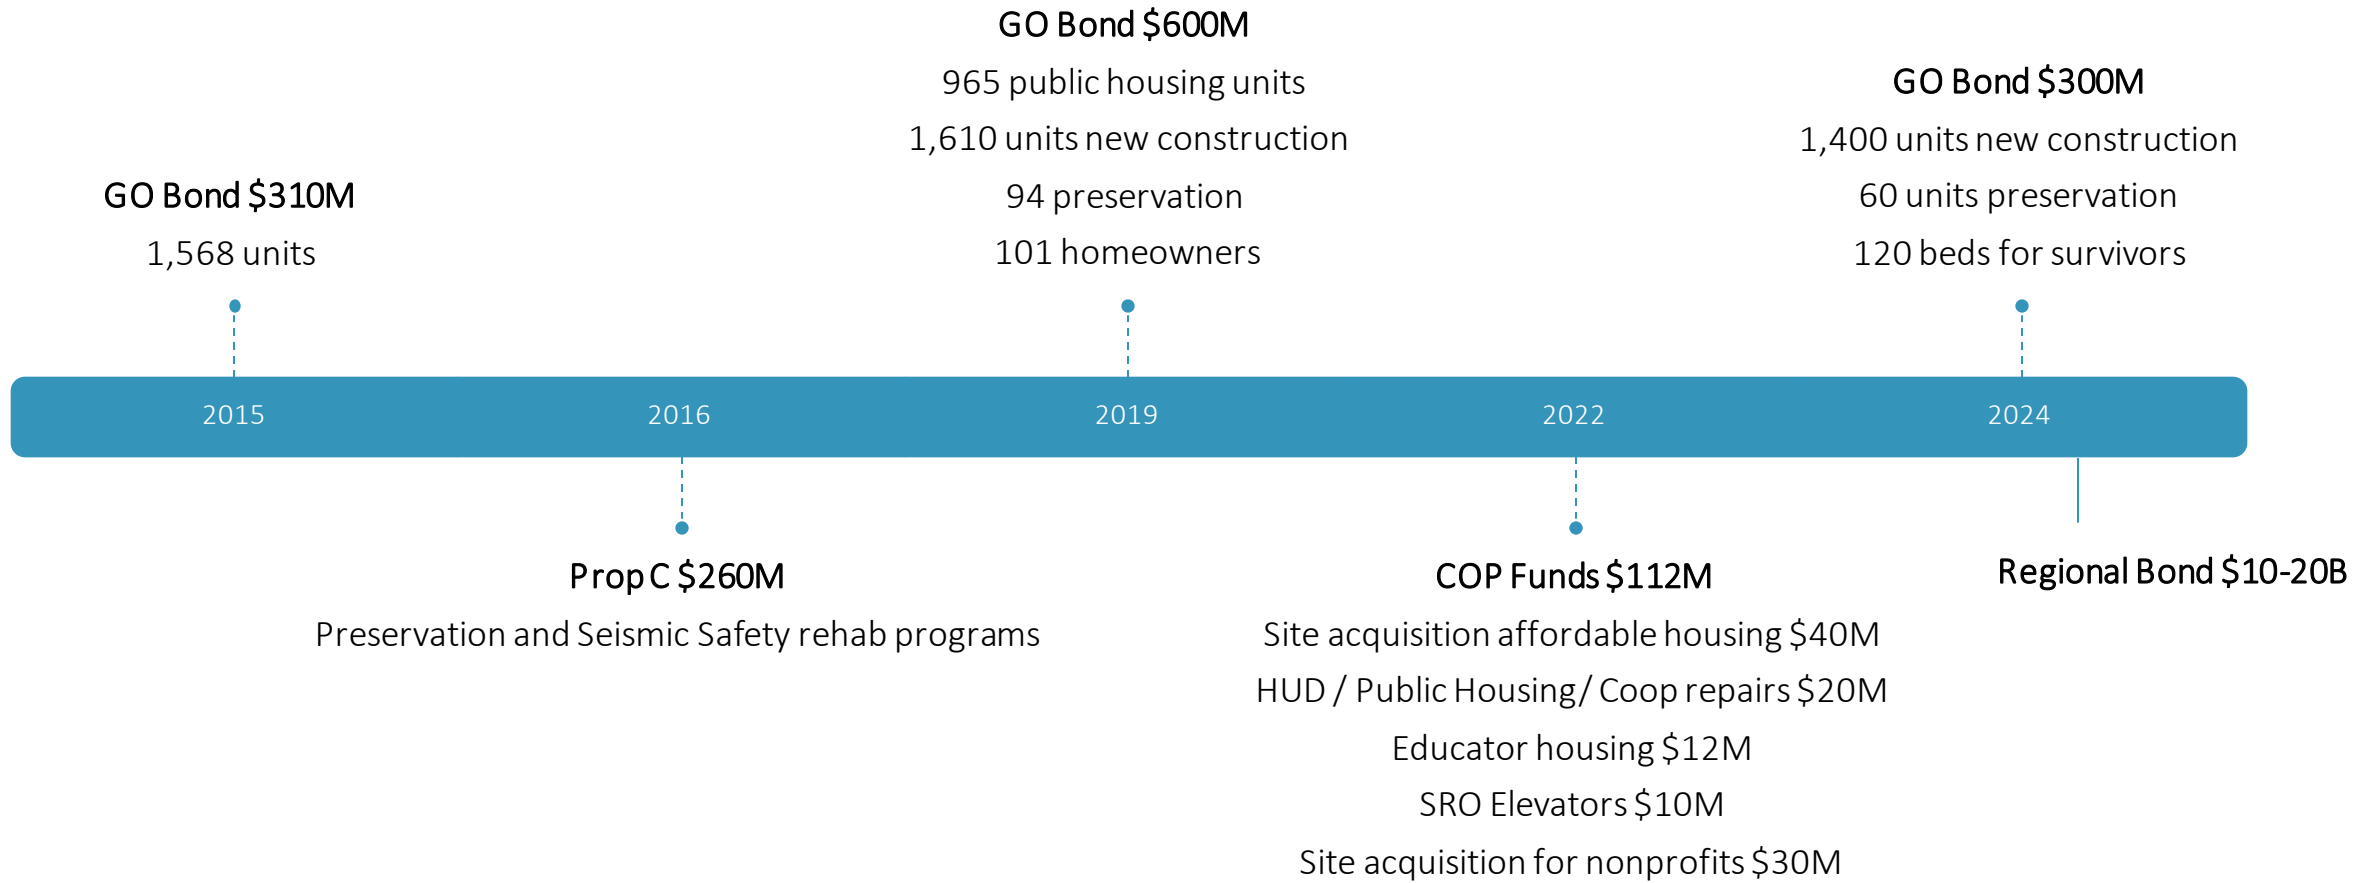 GO Bond $310M
1,568 units
GO Bond $600M
965 public housing units
1,610 units new construction
94 preservation
101 homeowners
GO Bond $300M
1,400 units new construction
60 units preservation
120 beds for survivors
2015
2016
2019
2022
2024
Prop C $260M
Preservation and Seismic Safety rehab programs
COP Funds $112M
Site acquisition affordable housing $40M
HUD / Public Housing/ Coop repairs $20M
Educator housing $12M
SRO Elevators $10M
Site acquisition for nonprofits $30M
Regional Bond $10-20B